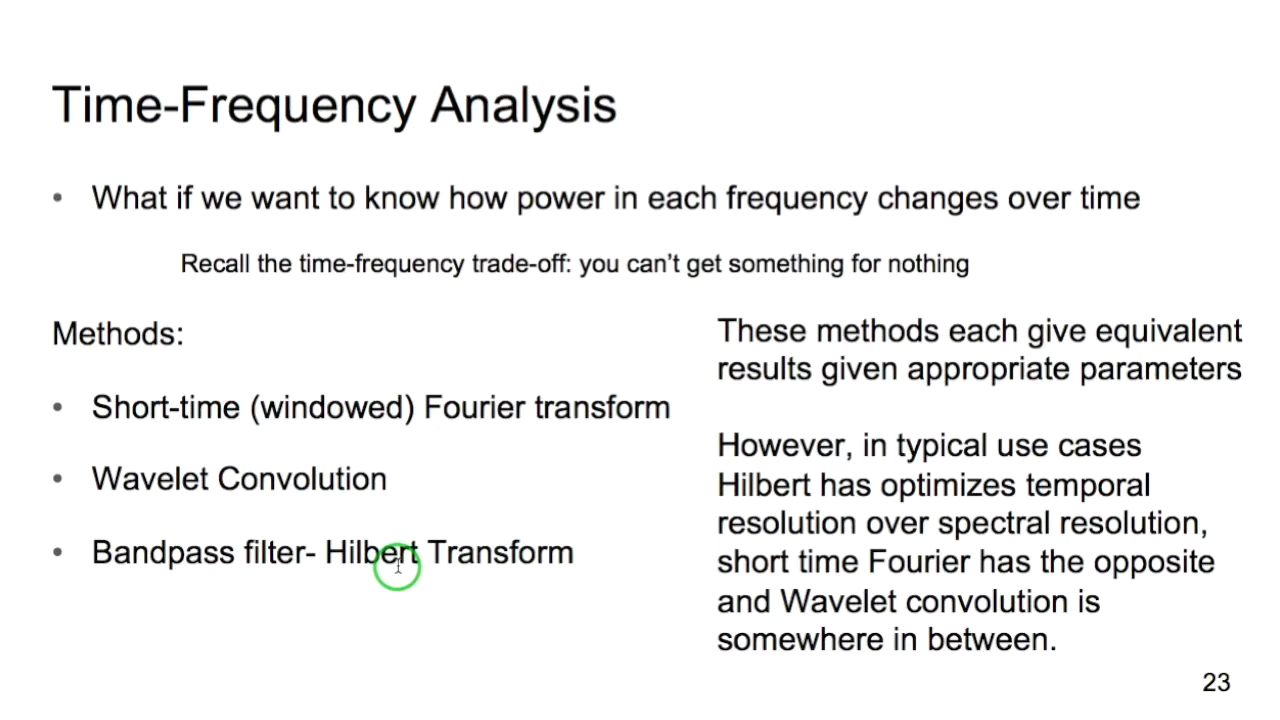 Time-Frequency Analysis
• What if we want to know how power in each frequency changes over time
Recall the time-frequency trade-off: you can't get something for nothing
Methods:
• Short-time (windowed) Fourier transform
• Wavelet Convolution
• Bandpass filter- Hilbert Transform
These methods each give equivalent
results given appropriate parameters
However, in typical use cases
Hilbert has optimizes temporal
resolution over spectral resolution,
short time Fourier has the opposite
and Wavelet convolution is
somewhere in between.
23